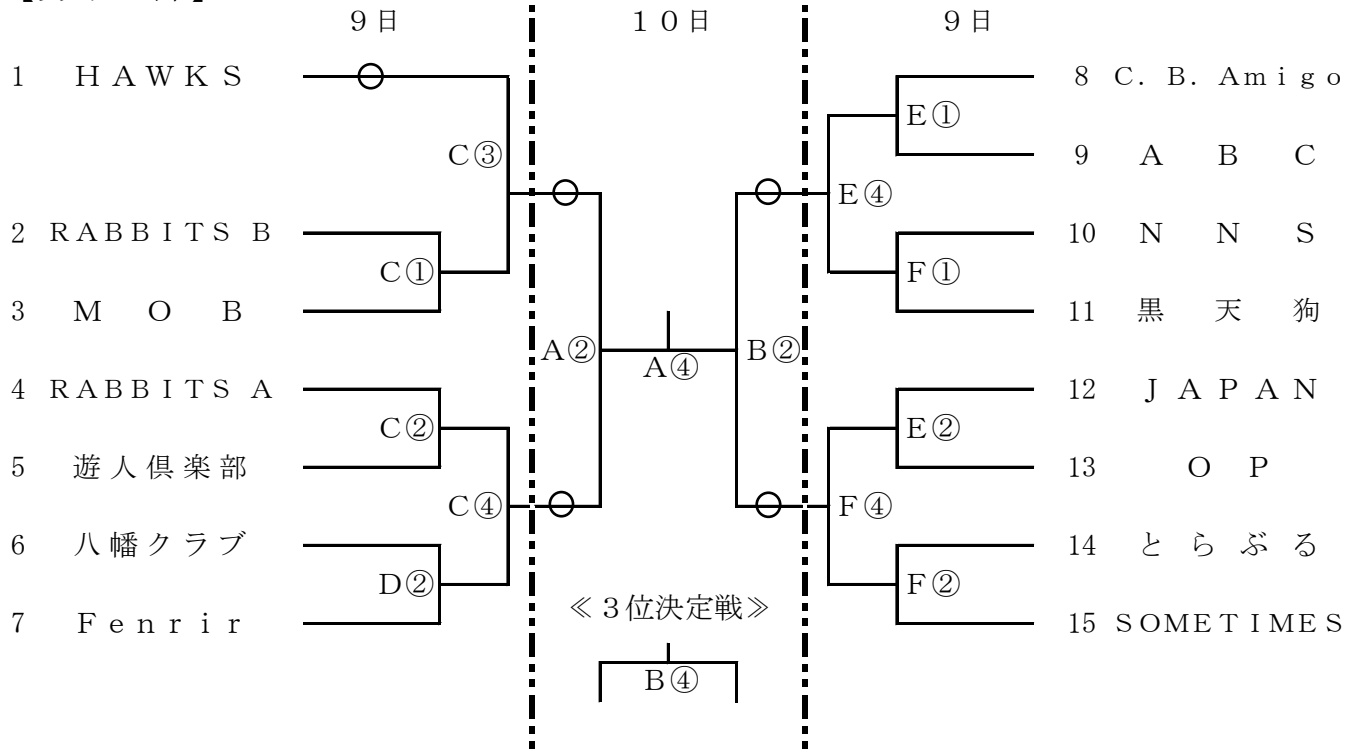 ９日 １０日 ９日
1 ＨＡＷＫＳ 8 Ｃ．Ｂ．Ａｍｉｇｏ
E①
C③ 9 Ａ Ｂ Ｃ
E④
2 ＲＡＢＢＩＴＳ Ｂ 10 Ｎ Ｎ Ｓ
C① F①
3 Ｍ Ｏ Ｂ 11 黒 天 狗
A② A④ B②
4 ＲＡＢＢＩＴＳ Ａ 12 ＪＡＰＡＮ
C② E②
5 遊人倶楽部 13 Ｏ Ｐ
C④ F④
6 八幡クラブ 14 とらぶる
D② F②
≪３位決定戦≫
7 Ｆｅｎｒｉｒ 15 ＳＯＭＥＴＩＭＥＳ
B④